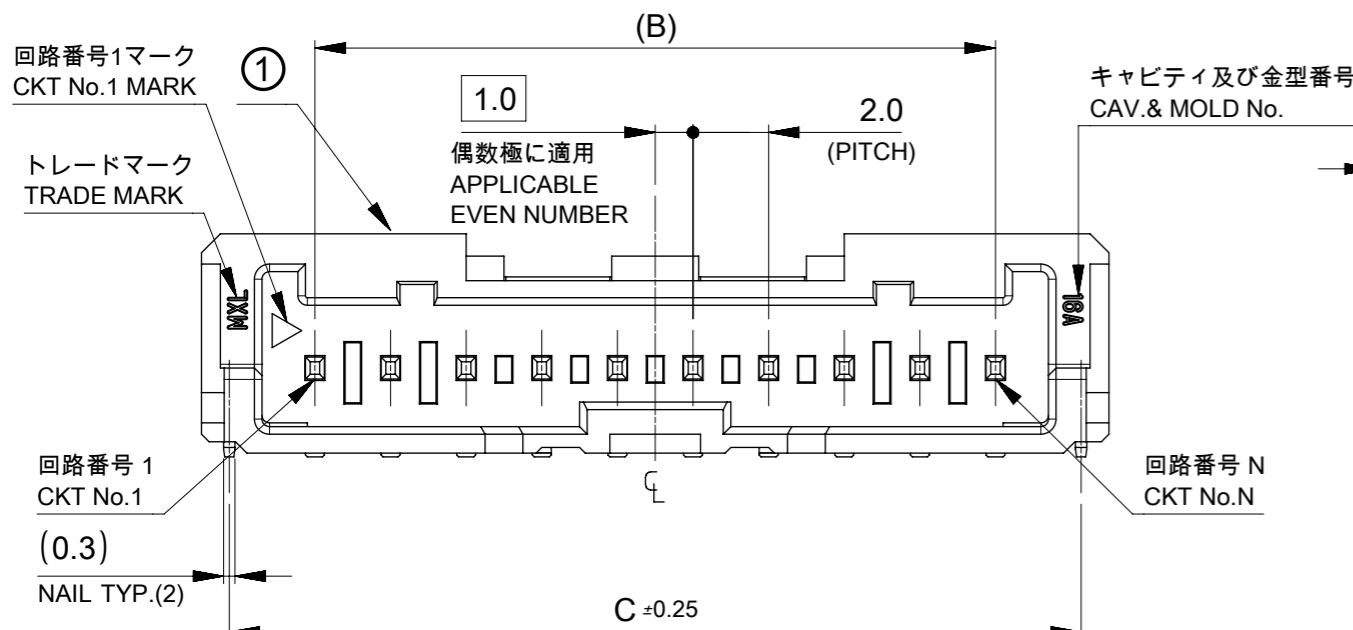 (B)
回路番号1マーク
CKT No.1 MARK
1
キャビティ及び金型番号
CAV.& MOLD No.
1.0
2.0
(PITCH)
偶数極に適用
APPLICABLE
EVEN NUMBER
トレードマーク
TRADE MARK
MXL
16A
回路番号 1
CKT No.1
回路番号 N
CKT No.N
℄
(0.3)
NAIL TYP.(2)
C ±0.25